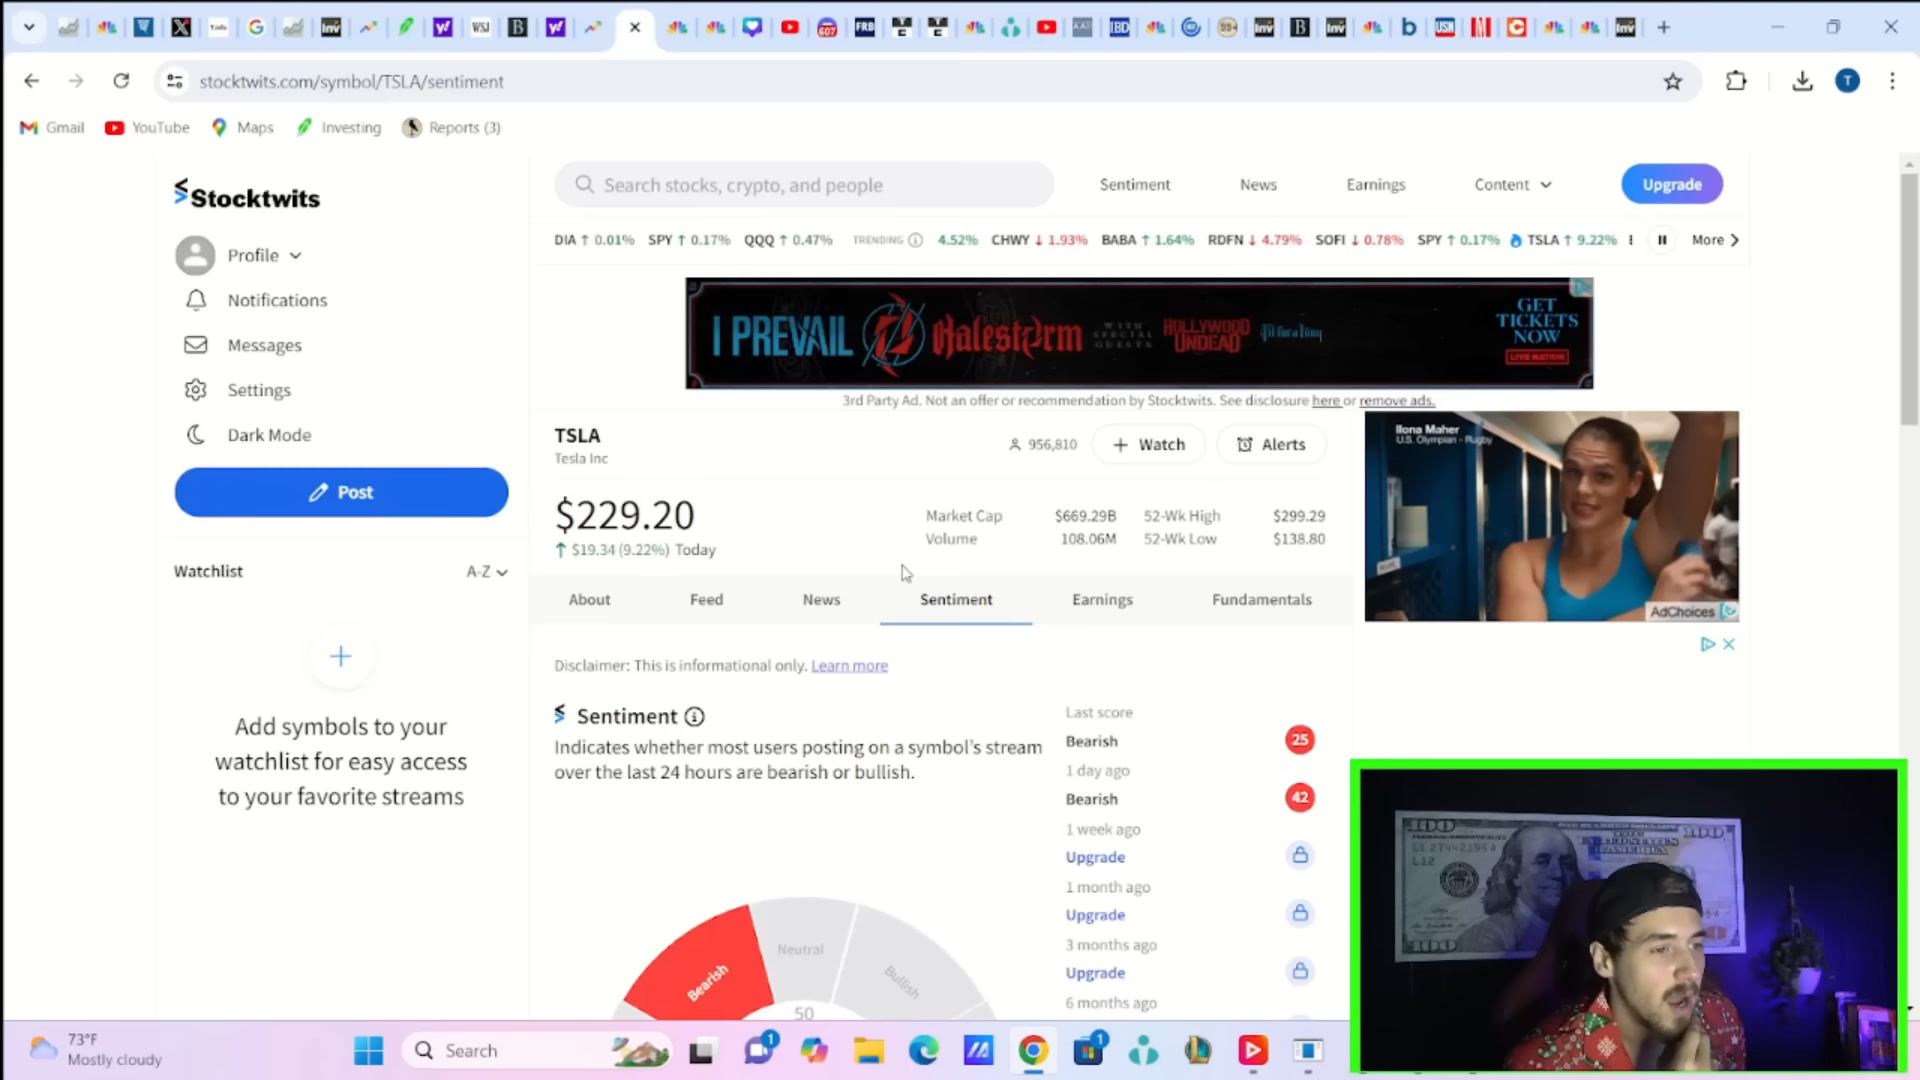 stocktwits.com/symbol/TSLA/sentiment
T
Gmail
YouTube
Maps
Investing
Reports (3)
Stocktwits
Search stocks, crypto, and people
Sentiment
News
Earnings
Content
Upgrade
Profile
Notifications
Messages
Settings
Dark Mode
Post
Watchlist
A-Z
Add symbols to your
watchlist for easy access
to your favorite streams
DIA ↑ 0.01% SPY ↑ 0.17% QQQ ↑ 0.47% TRENDING 4.52% CHWY ↓ 1.93% BABA ↑ 1.64% RDFN ↓ 4.79% SOFI ↓ 0.78% SPY ↑ 0.17% TSLA ↑ 9.22%
More
I PREVAIL
Halestorm
WITH
SPECIAL
GUESTS
HOLLYWOOD
UNDEAD
GET
TICKETS
NOW
LIVE NATION
3rd Party Ad. Not an offer or recommendation by Stocktwits. See disclosure here or remove ads.
TSLA
Tesla Inc
956,810
Watch
Alerts
$229.20
↑ $19.34 (9.22%) Today
Market Cap $669.29B 52-Wk High $299.29
Volume 108.06M 52-Wk Low $138.80
About
Feed
News
Sentiment
Earnings
Fundamentals
Ilona Maher
U.S. Olympian - Rugby
AdChoices
Disclaimer: This is informational only. Learn more
Sentiment
Indicates whether most users posting on a symbol's stream
over the last 24 hours are bearish or bullish.
Bearish
Neutral
Bullish
50
Last score
Bearish 25
1 day ago
Bearish 42
1 week ago
Upgrade
1 month ago
Upgrade
3 months ago
Upgrade
6 months ago
100
100
100
73°F
Mostly cloudy
Search
1
1